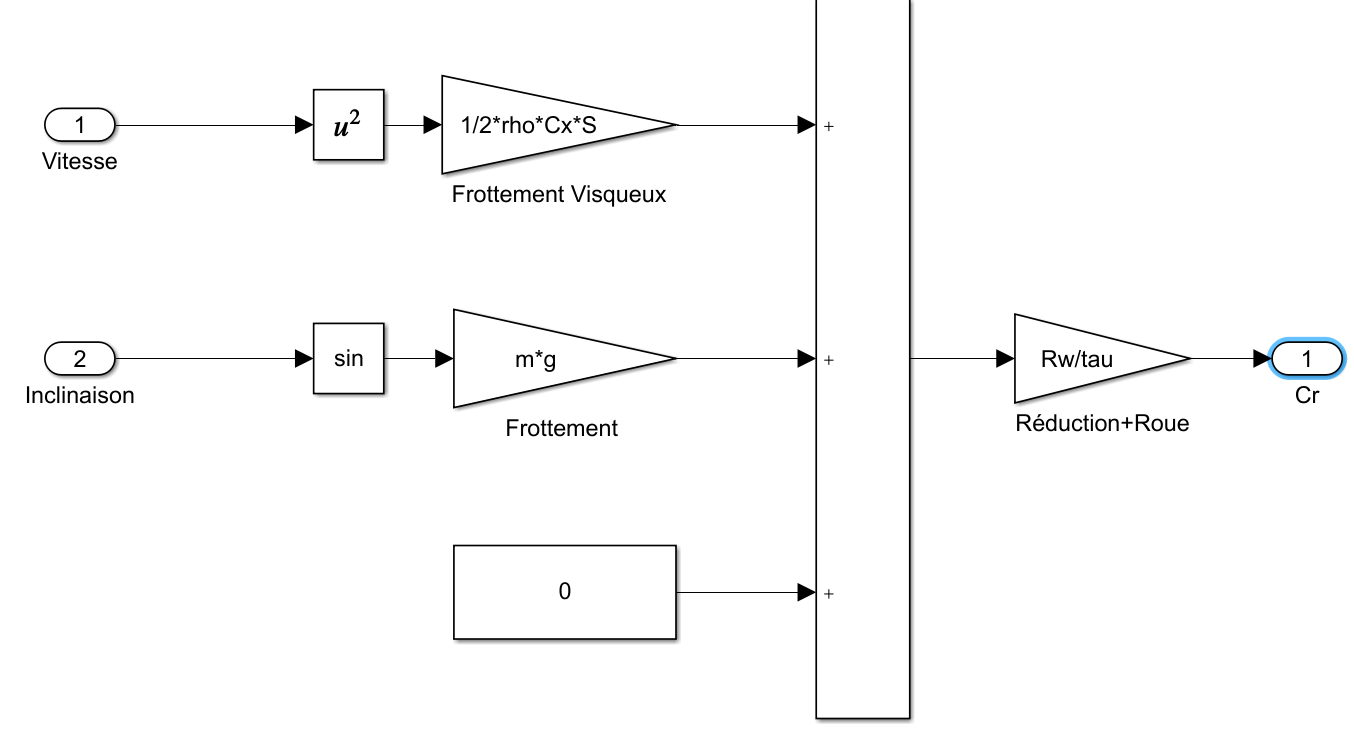 1
Vitesse
u²
1/2*rho*Cx*S
Frottement Visqueux
+
2
Inclinaison
sin
m*g
Frottement
+
Rw/tau
Réduction+Roue
1
Cr
0
+